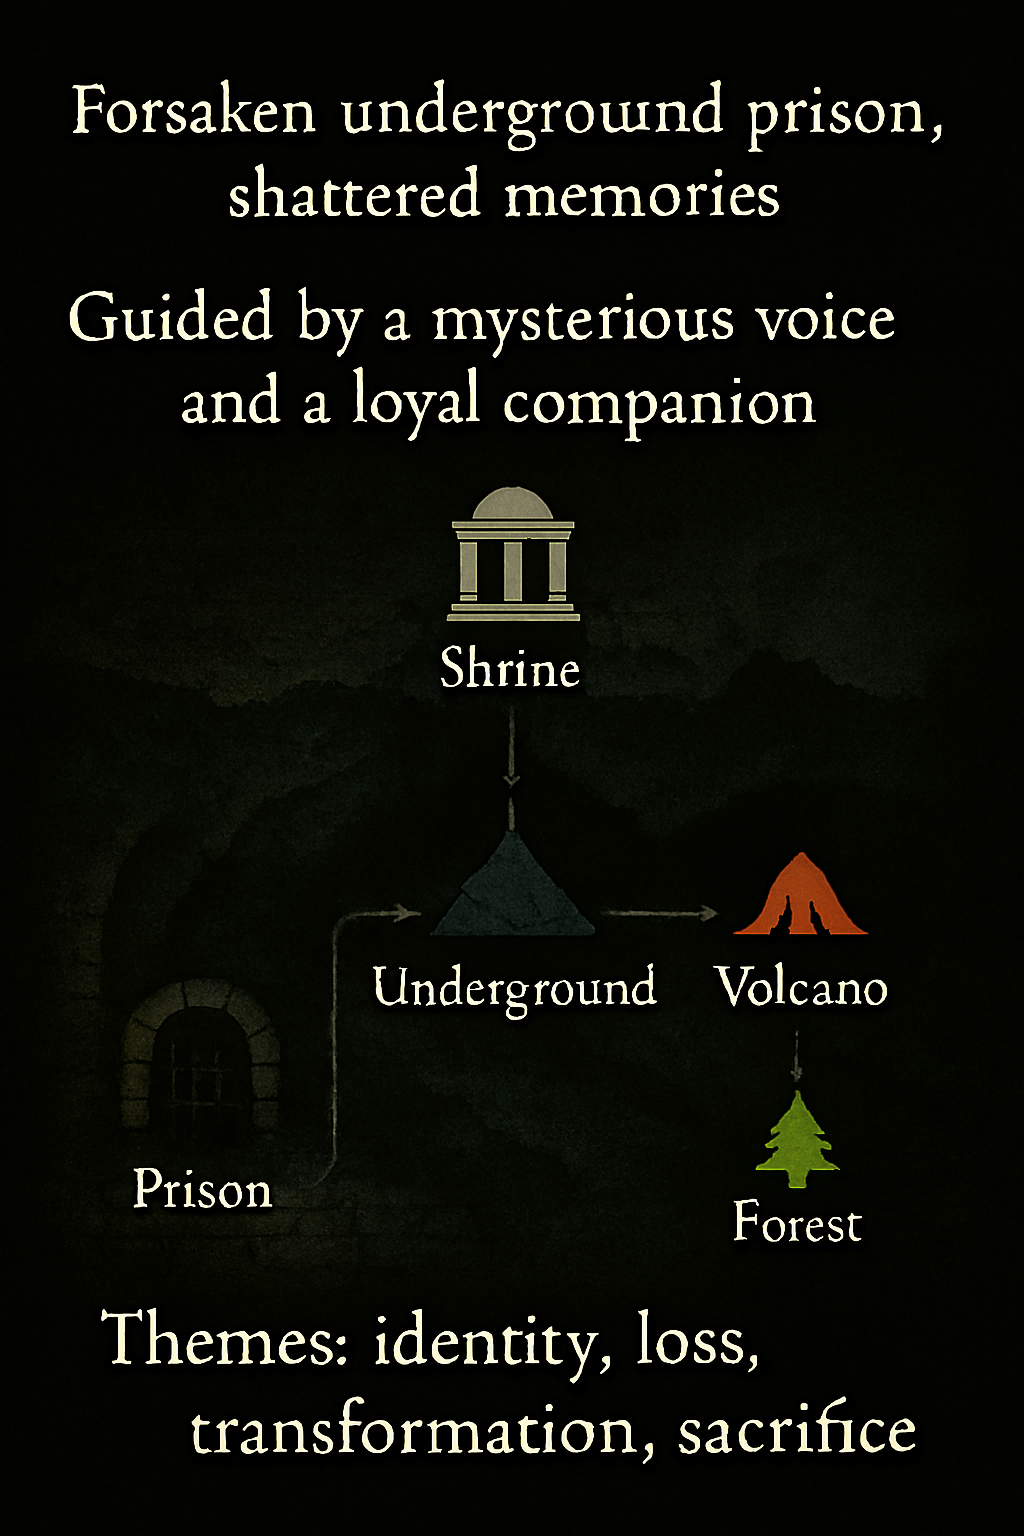 Forsaken underground prison,
shattered memories
Guided by a mysterious voice
and a loyal companion
Shrine
Underground
Volcano
Prison
Forest
Themes: identity, loss,
transformation, sacrifice